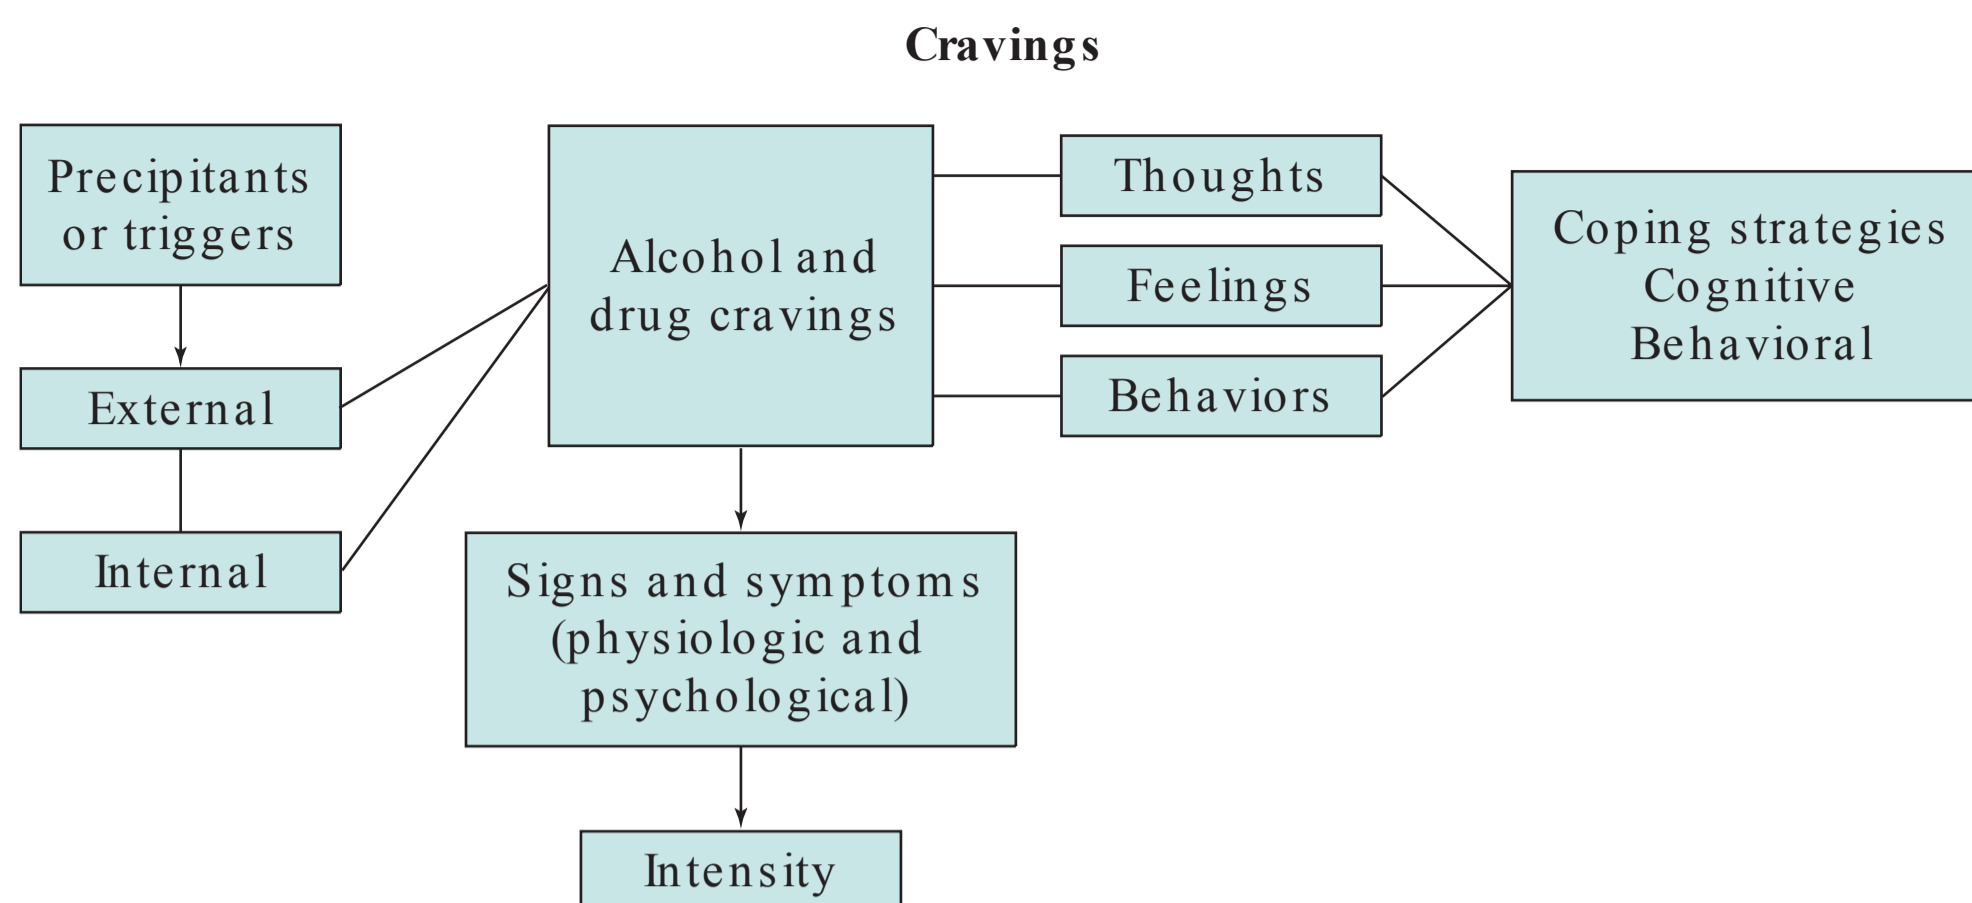 Cravings
Precipitants
or triggers
External
Internal
Alcohol and
drug cravings
Signs and symptoms
(physiologic and
psychological)
Intensity
Thoughts
Feelings
Behaviors
Coping strategies
Cognitive
Behavioral